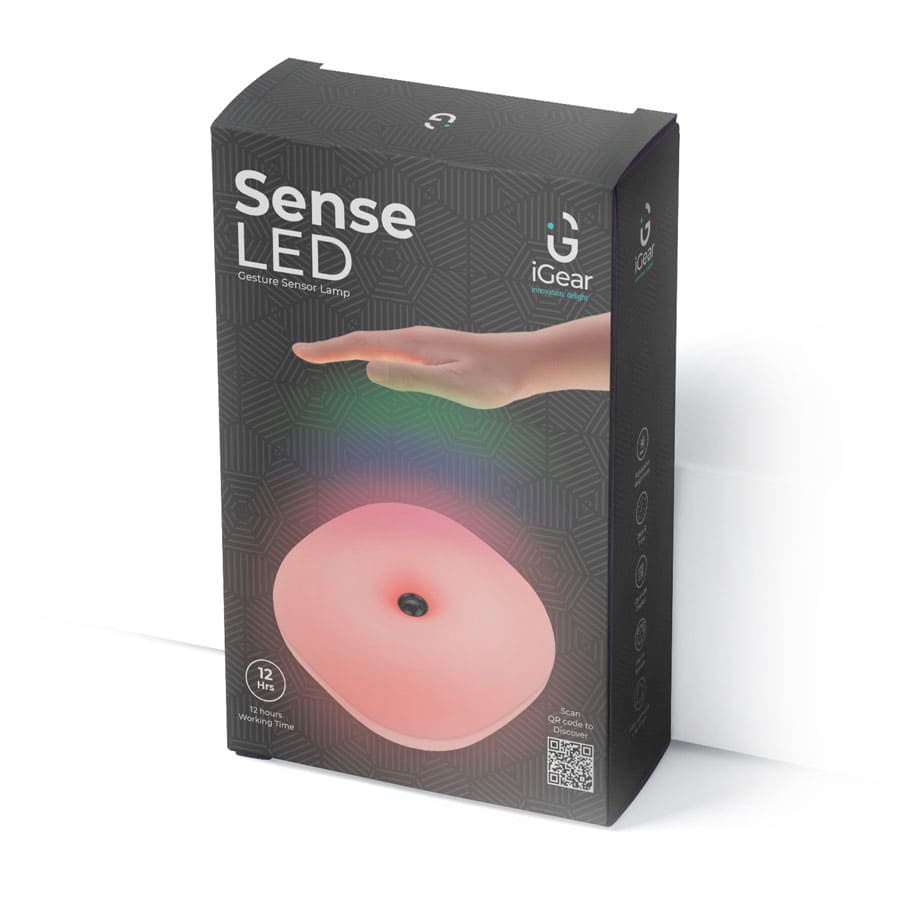 Sense
LED
Gesture Sensor Lamp
iGear
innovation. delight
12
Hrs
12 hours
Working Time
Scan
QR code to
Discover
iGear